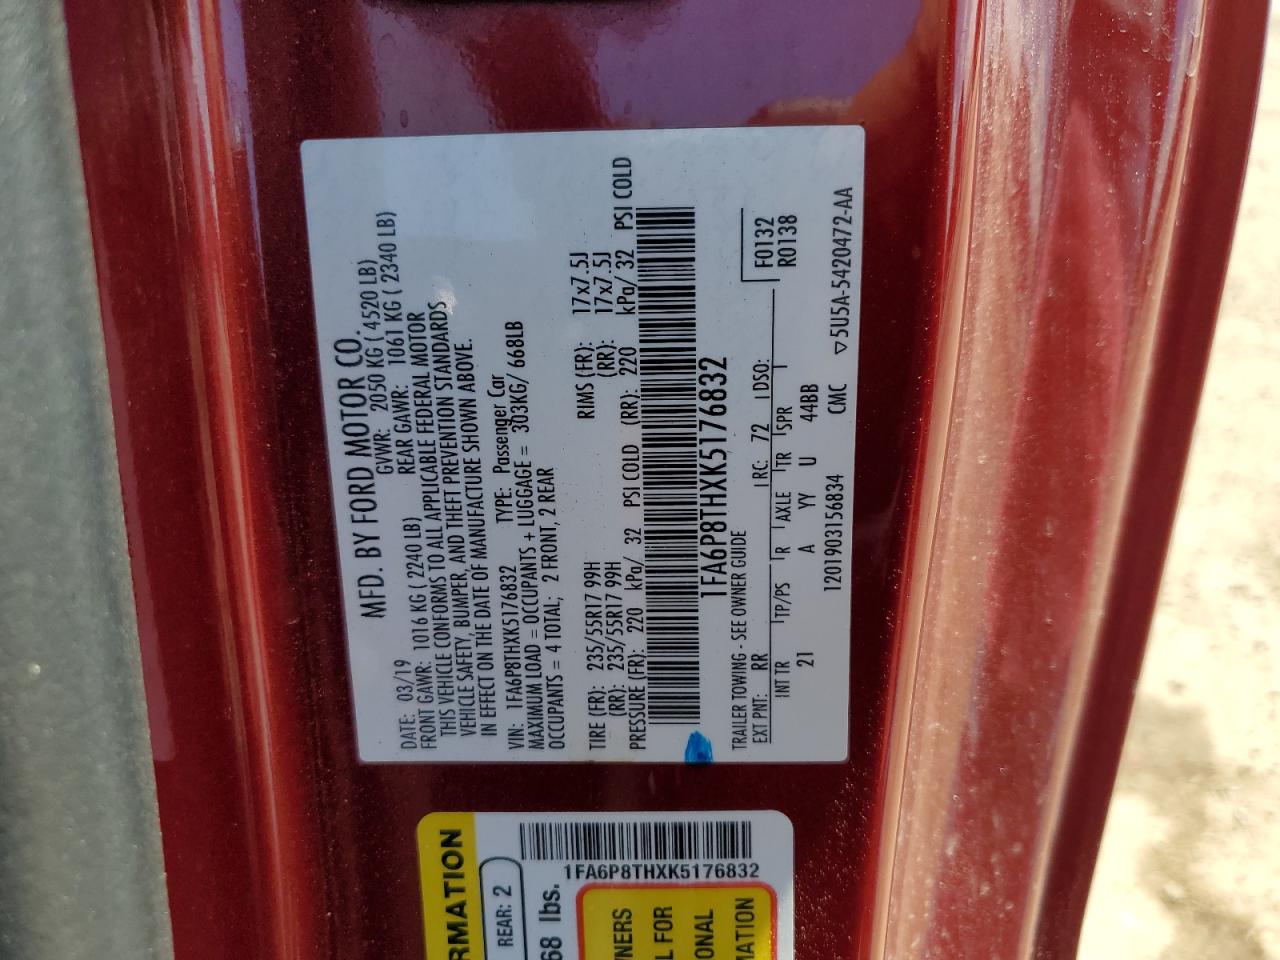 MFD. BY FORD MOTOR CO.
DATE: 03/19 GVWR: 2050 KG ( 4520 LB)
FRONT GAWR: 1016 KG ( 2240 LB) REAR GAWR: 1061 KG ( 2340 LB)
THIS VEHICLE CONFORMS TO ALL APPLICABLE FEDERAL MOTOR
VEHICLE SAFETY, BUMPER, AND THEFT PREVENTION STANDARDS
IN EFFECT ON THE DATE OF MANUFACTURE SHOWN ABOVE.
VIN: 1FA6P8THXK5176832 TYPE: Passenger Car
MAXIMUM LOAD = OCCUPANTS + LUGGAGE = 303KG/ 668LB
OCCUPANTS = 4 TOTAL; 2 FRONT, 2 REAR
TIRE (FR): 235/55R17 99H RIMS (FR): 17x7.5J
(RR): 235/55R17 99H (RR): 17x7.5J
PRESSURE (FR): 220 kPa/ 32 PSI COLD (RR): 220 kPa/ 32 PSI COLD
1FA6P8THXK5176832
TRAILER TOWING - SEE OWNER GUIDE F0132
EXT PNT: RR RC: 72 DSO: R0138
INT TR TP/PS R AXLE TR SPR
21 A YY U 44BB
1201903156834 CMC ▽5U5A-5420472-AA
1FA6P8THXK5176832
RMATION
REAR: 2
68 lbs.
WNERS
L FOR
ONAL
MATION